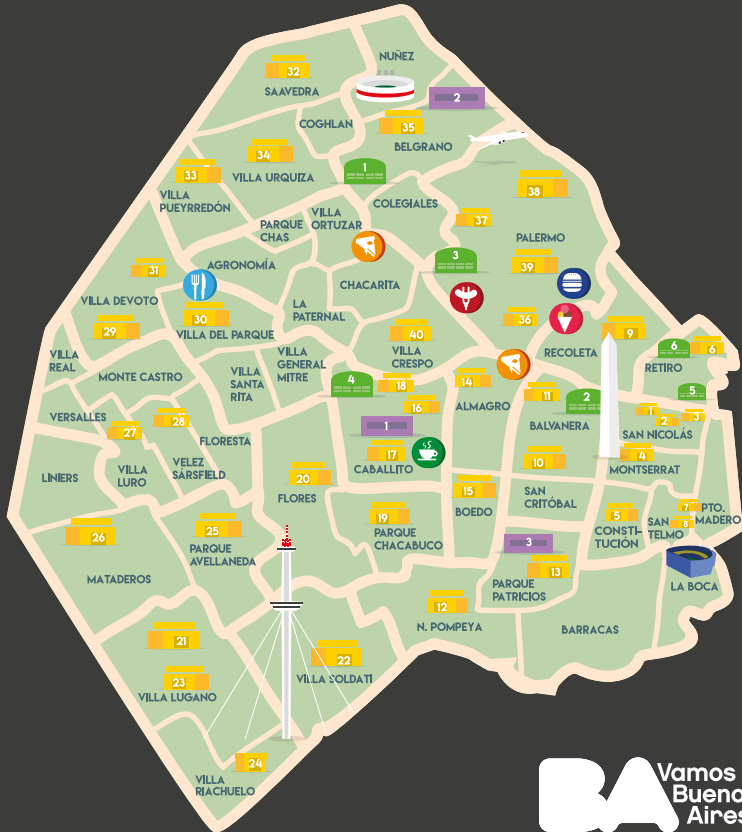 NUÑEZ
32
SAAVEDRA
2
COGHLAN
35
BELGRANO
34
VILLA URQUIZA
1
33
VILLA
PUEYRREDÓN
38
COLEGIALES
VILLA
ORTUZAR
37
PARQUE
CHAS
PALERMO
AGRONOMÍA
3
39
31
CHACARITA
VILLA DEVOTO
30
LA
PATERNAL
36
29
VILLA DEL PARQUE
40
9
VILLA
REAL
VILLA
GENERAL
MITRE
VILLA
CRESPO
RECOLETA
6
6
RETIRO
MONTE CASTRO
VILLA
SANTA
RITA
4
18
14
11
2
5
16
ALMAGRO
VERSALLES
28
1
BALVANERA
1
2
3
27
FLORESTA
SAN NICOLÁS
17
CABALLITO
10
4
MONTSERRAT
LINIERS
VILLA
LURO
VELEZ
SÁRSFIELD
20
FLORES
15
SAN
CRITÓBAL
BOEDO
19
5
7
8
PTO.
MADERO
SAN
TELMO
CONSTI-
TUCIÓN
26
25
PARQUE
AVELLANEDA
PARQUE
CHACABUCO
3
13
MATADEROS
PARQUE
PATRICIOS
LA BOCA
12
N. POMPEYA
BARRACAS
21
22
VILLA SOLDATI
23
VILLA LUGANO
24
VILLA
RIACHUELO
BA
Vamos
Buenos
Aires